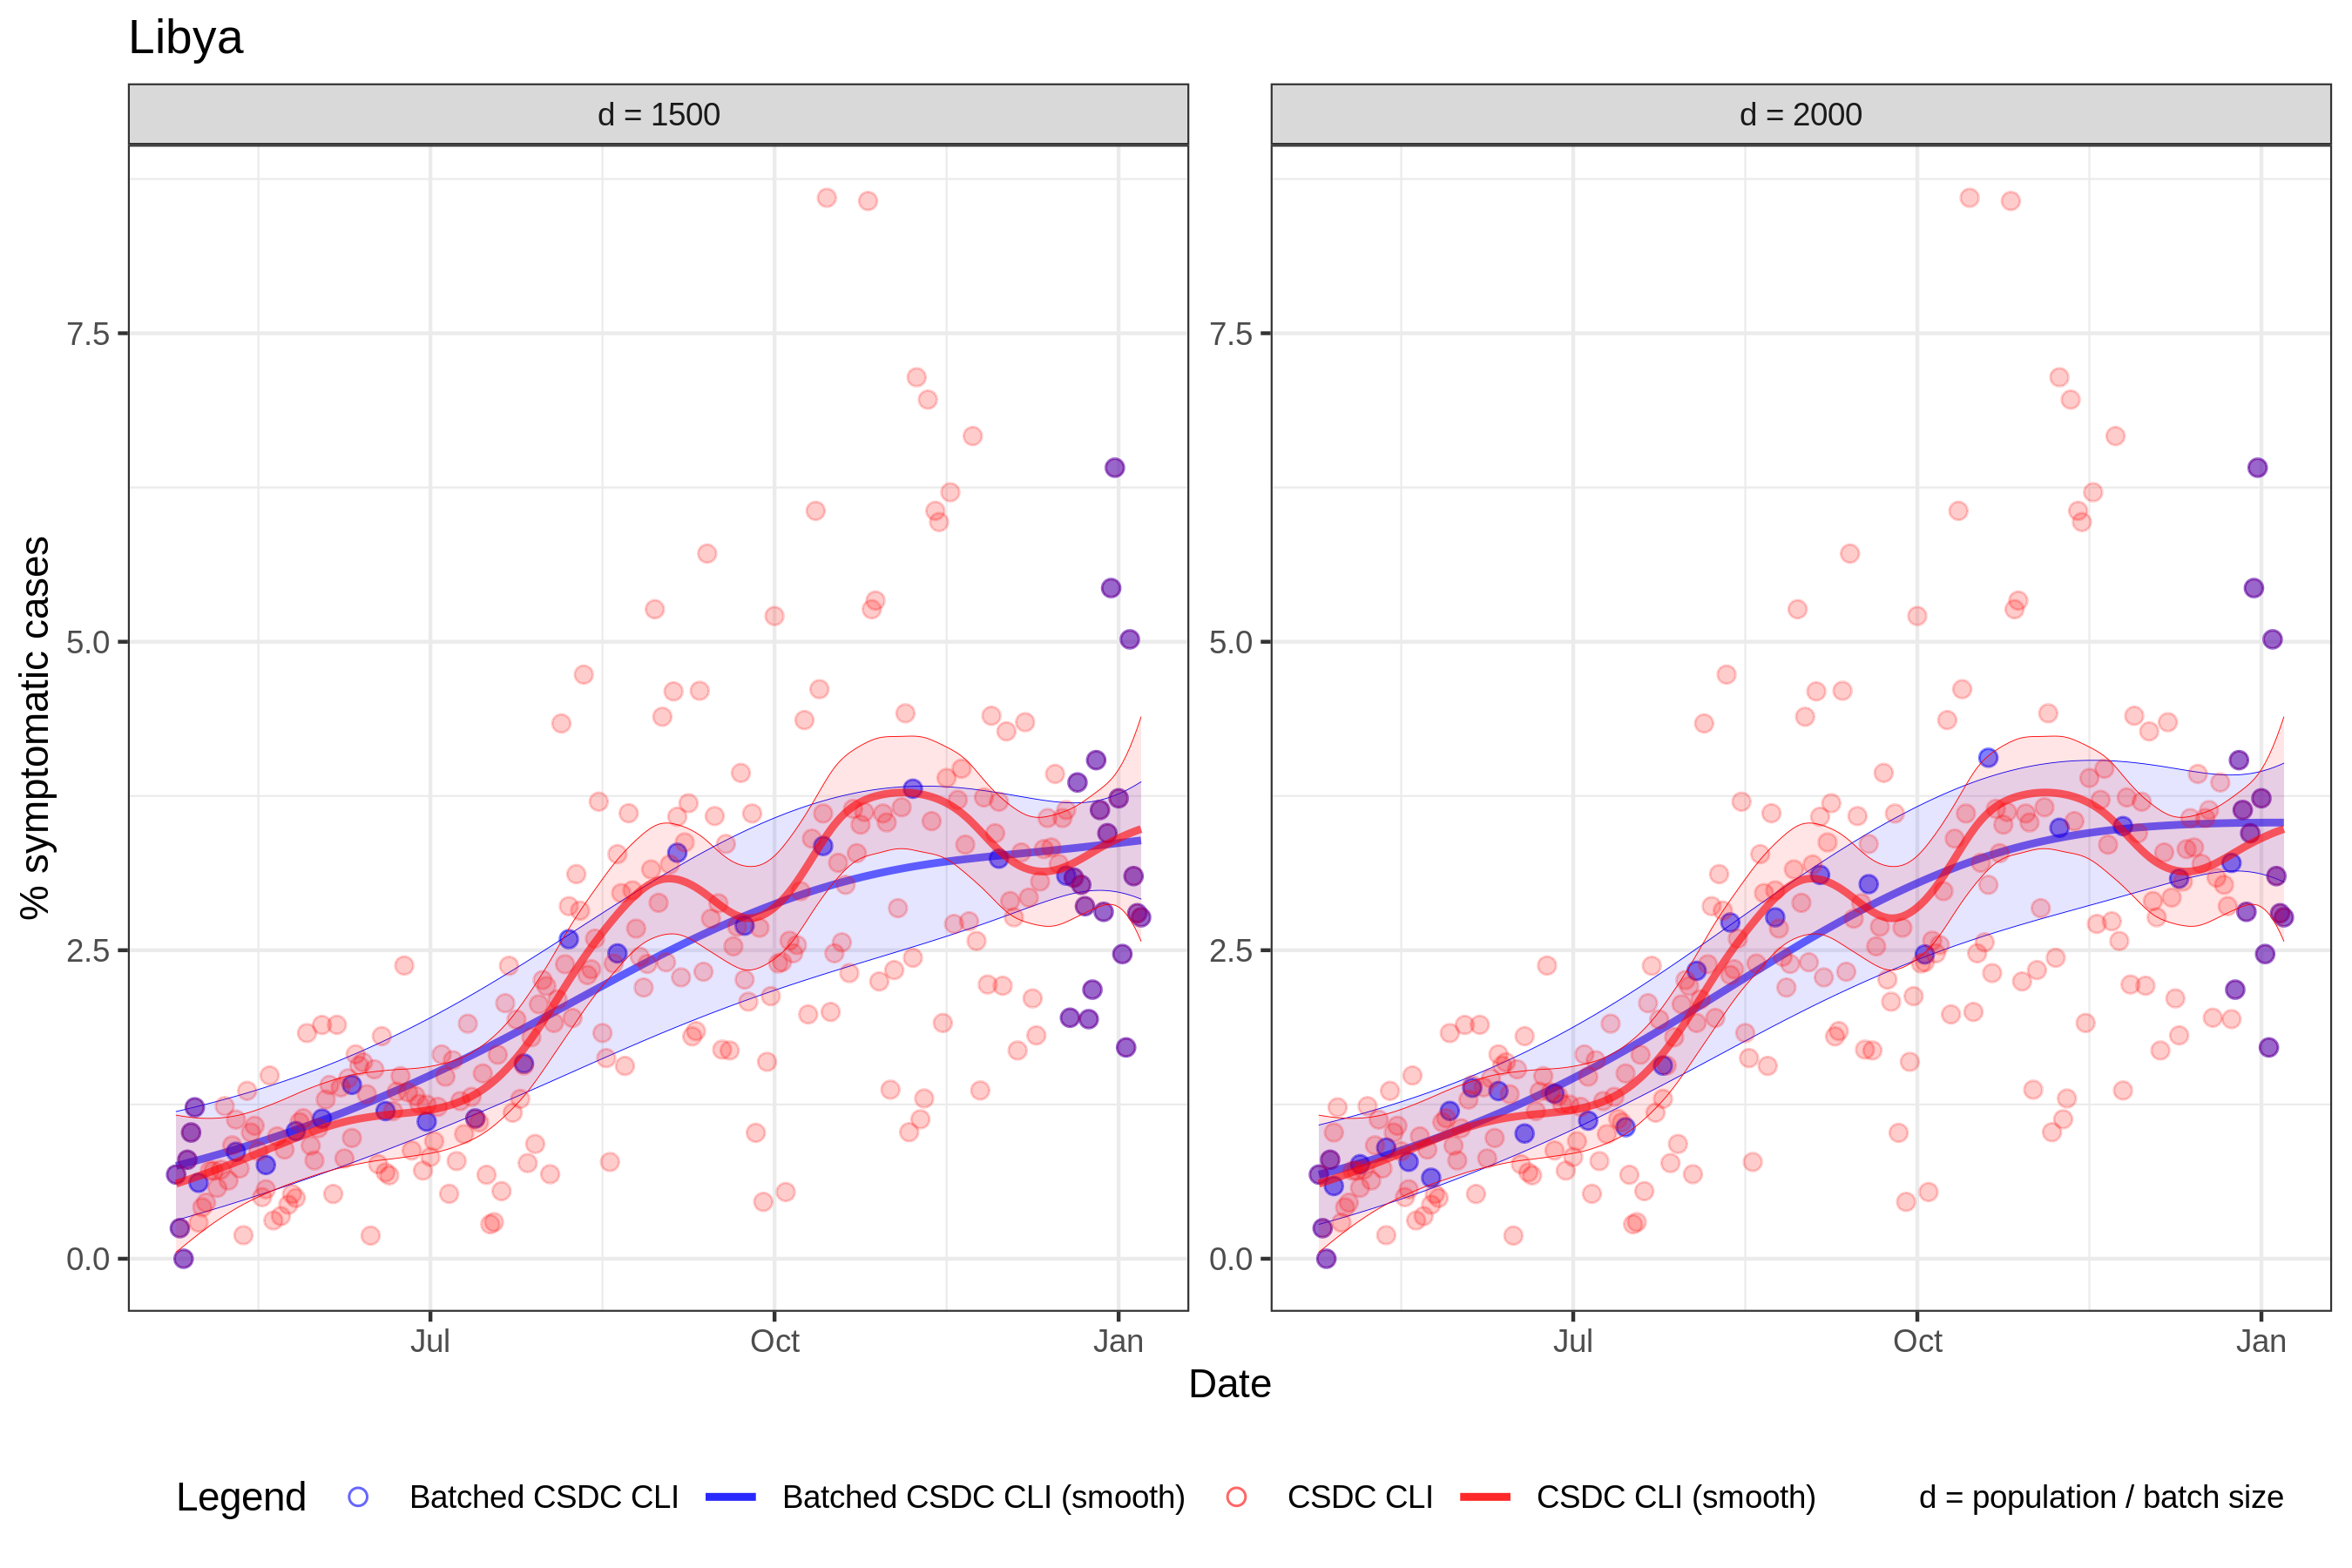 Libya
d = 1500
d = 2000
% symptomatic cases
7.5
5.0
2.5
0.0
7.5
5.0
2.5
0.0
Jul
Oct
Jan
Jul
Oct
Jan
Date
Legend
Batched CSDC CLI
Batched CSDC CLI (smooth)
CSDC CLI
CSDC CLI (smooth)
d = population / batch size